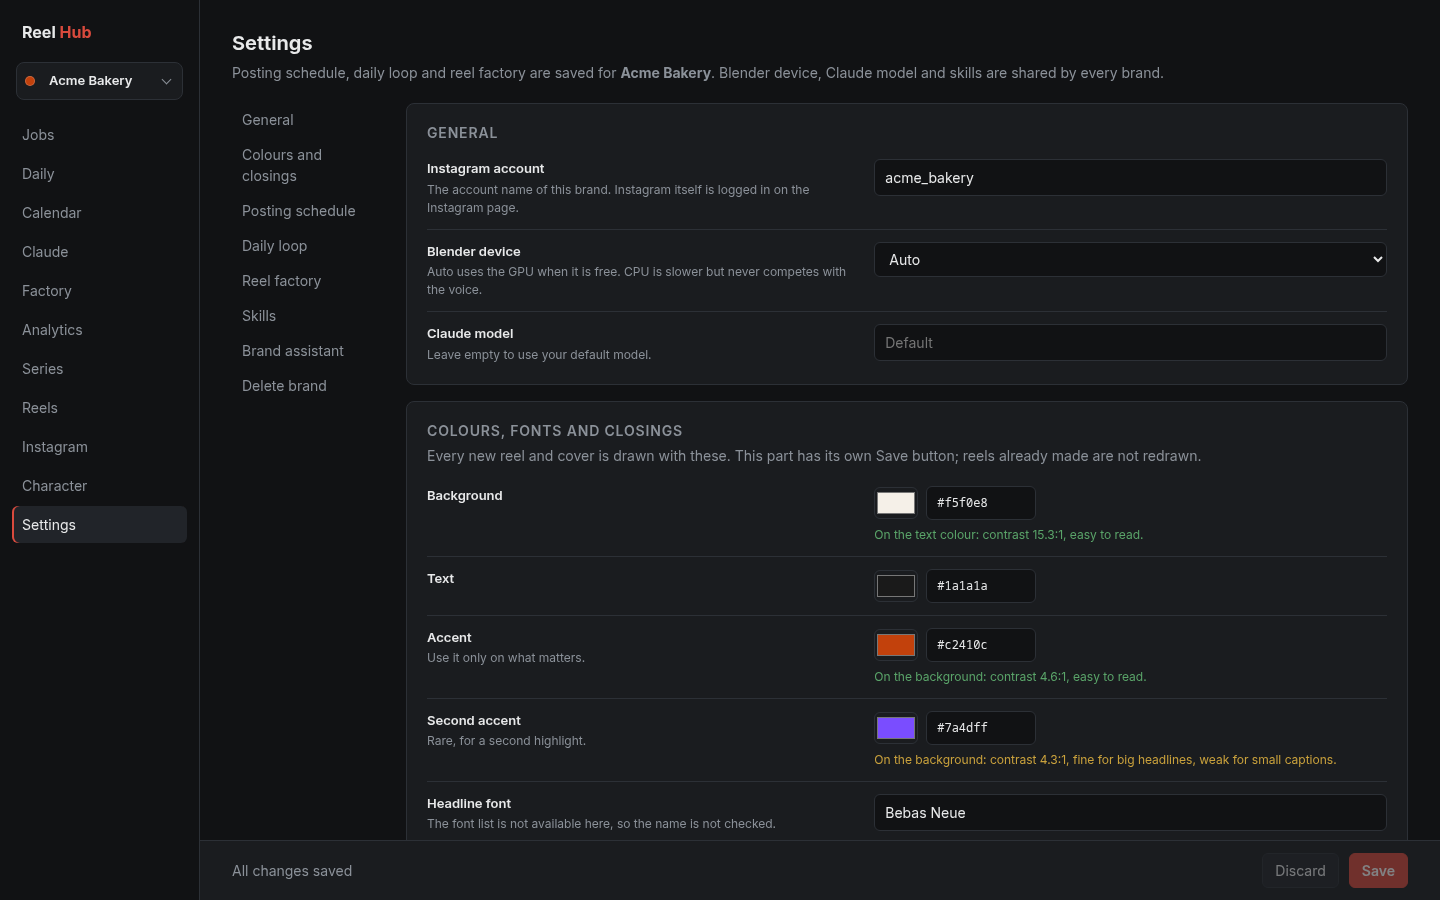 Reel Hub
Acme Bakery
Jobs
Daily
Calendar
Claude
Factory
Analytics
Series
Reels
Instagram
Character
Settings
Settings
Posting schedule, daily loop and reel factory are saved for Acme Bakery. Blender device, Claude model and skills are shared by every brand.
General
Colours and
closings
Posting schedule
Daily loop
Reel factory
Skills
Brand assistant
Delete brand
GENERAL
Instagram account
The account name of this brand. Instagram itself is logged in on the
Instagram page.
acme_bakery
Blender device
Auto uses the GPU when it is free. CPU is slower but never competes with
the voice.
Auto
Claude model
Leave empty to use your default model.
Default
COLOURS, FONTS AND CLOSINGS
Every new reel and cover is drawn with these. This part has its own Save button; reels already made are not redrawn.
Background
#f5f0e8
On the text colour: contrast 15.3:1, easy to read.
Text
#1a1a1a
Accent
Use it only on what matters.
#c2410c
On the background: contrast 4.6:1, easy to read.
Second accent
Rare, for a second highlight.
#7a4dff
On the background: contrast 4.3:1, fine for big headlines, weak for small captions.
Headline font
The font list is not available here, so the name is not checked.
Bebas Neue
All changes saved
Discard
Save